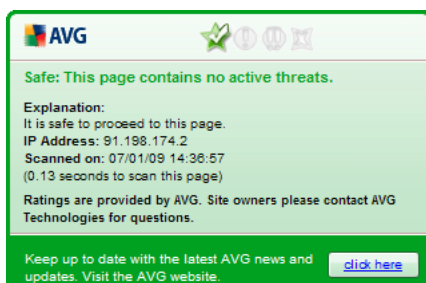 AVG
Safe: This page contains no active threats.
Explanation:
It is safe to proceed to this page.
IP Address: 91.198.174.2
Scanned on: 07/01/09 14:36:57
(0.13 seconds to scan this page)
Ratings are provided by AVG. Site owners please contact AVG
Technologies for questions.
Keep up to date with the latest AVG news and
updates. Visit the AVG website.
click here